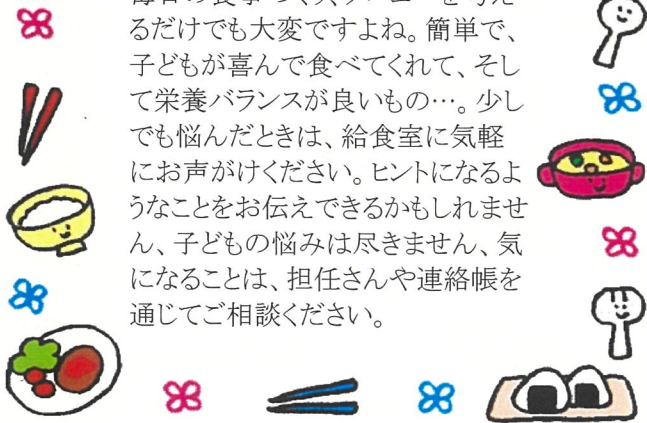 るだけでも大変ですよね。簡単で、
子どもが喜んで食べてくれて、そし
て栄養バランスが良いもの…。少し
でも悩んだときは、給食室に気軽
にお声がけください。ヒントになるよ
うなことをお伝えできるかもしれませ
ん、子どもの悩みは尽きません、気
になることは、担任さんや連絡帳を
通じてご相談ください。